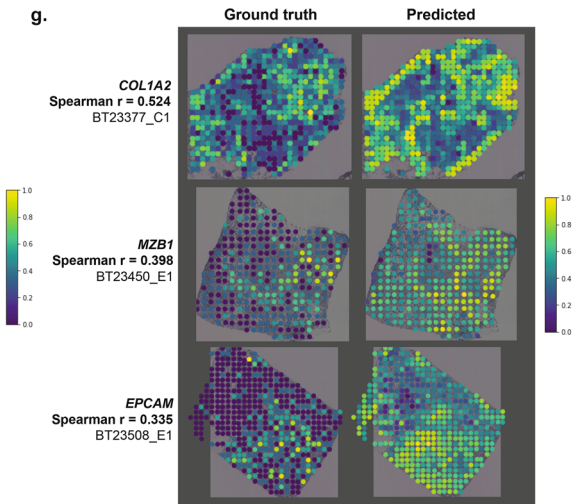 g.
Ground truth
Predicted
COL1A2
Spearman r = 0.524
BT23377_C1
1.0
0.8
0.6
0.4
0.2
0.0
MZB1
Spearman r = 0.398
BT23450_E1
1.0
0.8
0.6
0.4
0.2
0.0
EPCAM
Spearman r = 0.335
BT23508_E1